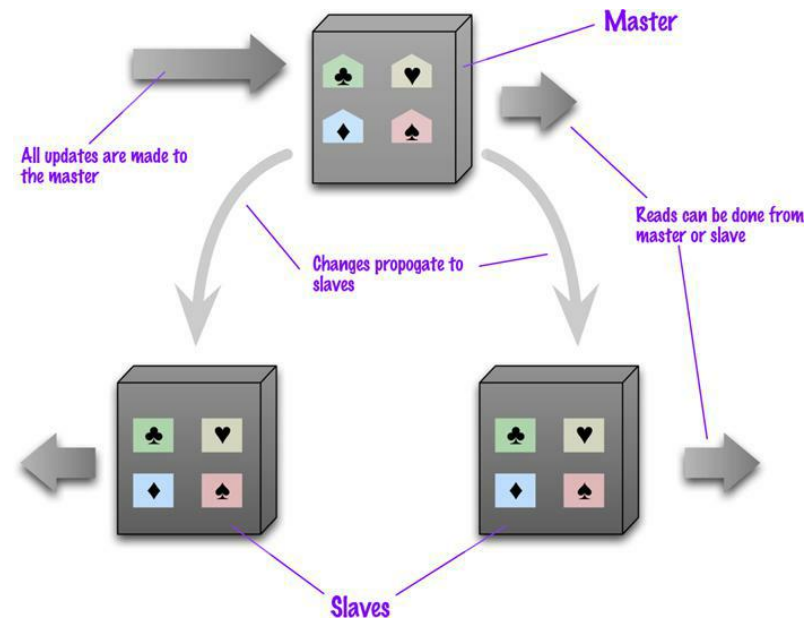 Master
All updates are made to
the master
Reads can be done from
master or slave
Changes propogate to
slaves
Slaves